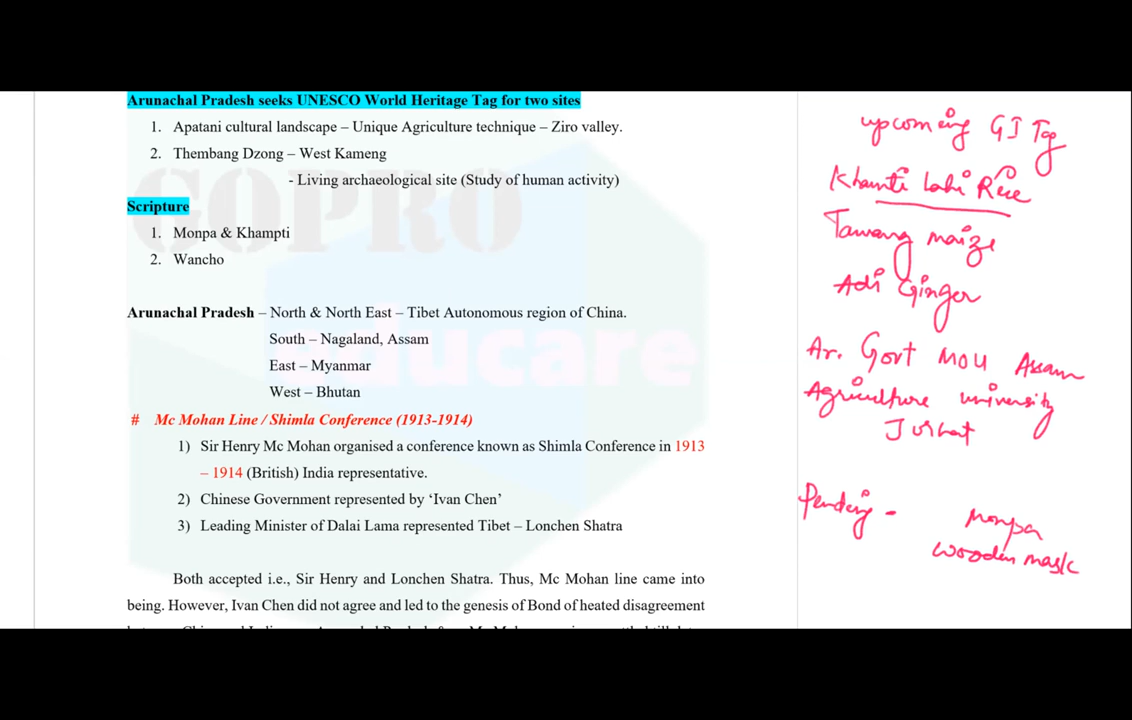 Arunachal Pradesh seeks UNESCO World Heritage Tag for two sites
1. Apatani cultural landscape – Unique Agriculture technique – Ziro valley.
2. Thembang Dzong – West Kameng
- Living archaeological site (Study of human activity)
Scripture
1. Monpa & Khampti
2. Wancho
Arunachal Pradesh – North & North East – Tibet Autonomous region of China.
South – Nagaland, Assam
East – Myanmar
West – Bhutan
# Mc Mohan Line / Shimla Conference (1913-1914)
1) Sir Henry Mc Mohan organised a conference known as Shimla Conference in 1913
– 1914 (British) India representative.
2) Chinese Government represented by ‘Ivan Chen’
3) Leading Minister of Dalai Lama represented Tibet – Lonchen Shatra
Both accepted i.e., Sir Henry and Lonchen Shatra. Thus, Mc Mohan line came into
being. However, Ivan Chen did not agree and led to the genesis of Bond of heated disagreement
GOPRO
educare
upcoming GI Tag
Khamti Lahi Rice
Tawang maize
Adi Ginger
Ar. Govt MOU Assam
Agriculture university
Jorhat
Pending - Monpa
wooden mask